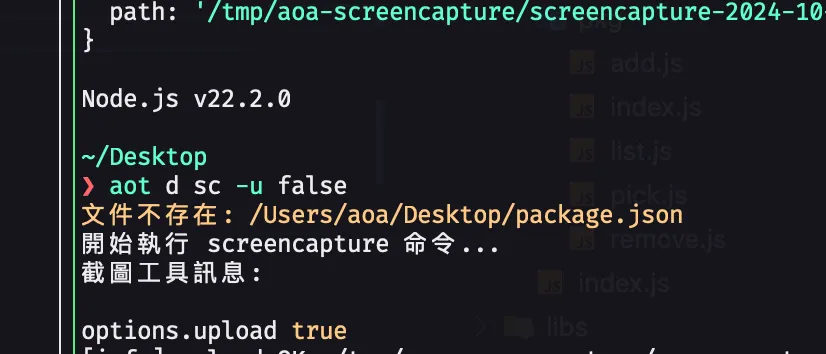 path: '/tmp/aoa-screencapture/screencapture-2024-10-
}
Node.js v22.2.0
~/Desktop
❯ aot d sc -u false
文件不存在: /Users/aoa/Desktop/package.json
開始執行 screencapture 命令...
截圖工具訊息:
options.upload true
add.js
index.js
list.js
pick.js
remove.js
index.js
libs